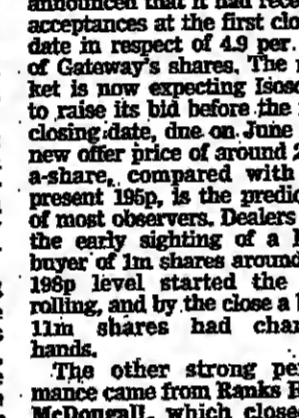 announced that it had rece
acceptances at the first clo
date in respect of 4.9 per.
of Gateway's shares. The
ket is now expecting Isos
to raise its bid before the
closing date, due on June
new offer price of around
a-share, compared with
present 195p, is the predic
of most observers. Dealers
the early sighting of a
buyer of 1m shares around
198p level started the
rolling, and by the close a
11m shares had chan
hands.
The other strong per
mance came from Ranks
McDougall, which close